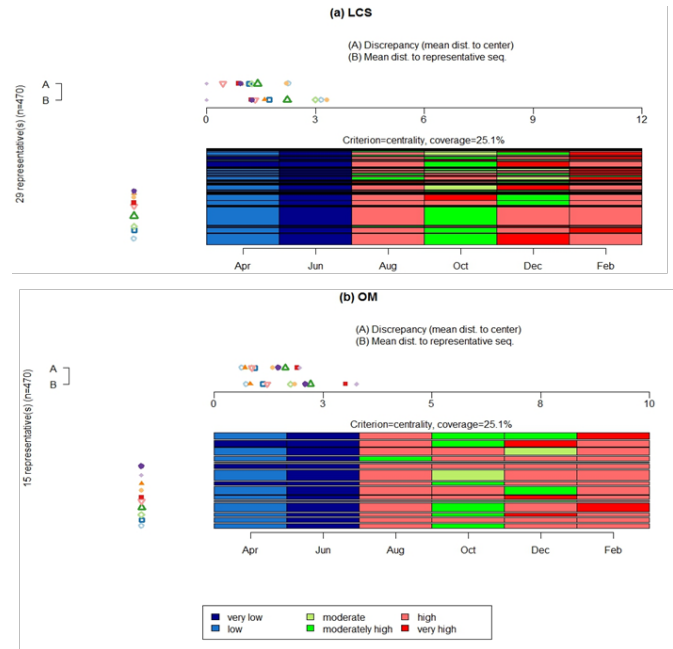 (a) LCS
(A) Discrepancy (mean dist. to center)
(B) Mean dist. to representative seq.
A
B
0 3 6 9 12
Criterion=centrality, coverage=25.1%
29 representative(s) (n=470)
Apr Jun Aug Oct Dec Feb
(b) OM
(A) Discrepancy (mean dist. to center)
(B) Mean dist. to representative seq.
A
B
0 3 5 8 10
Criterion=centrality, coverage=25.1%
15 representative(s) (n=470)
Apr Jun Aug Oct Dec Feb
very low moderate high
low moderately high very high